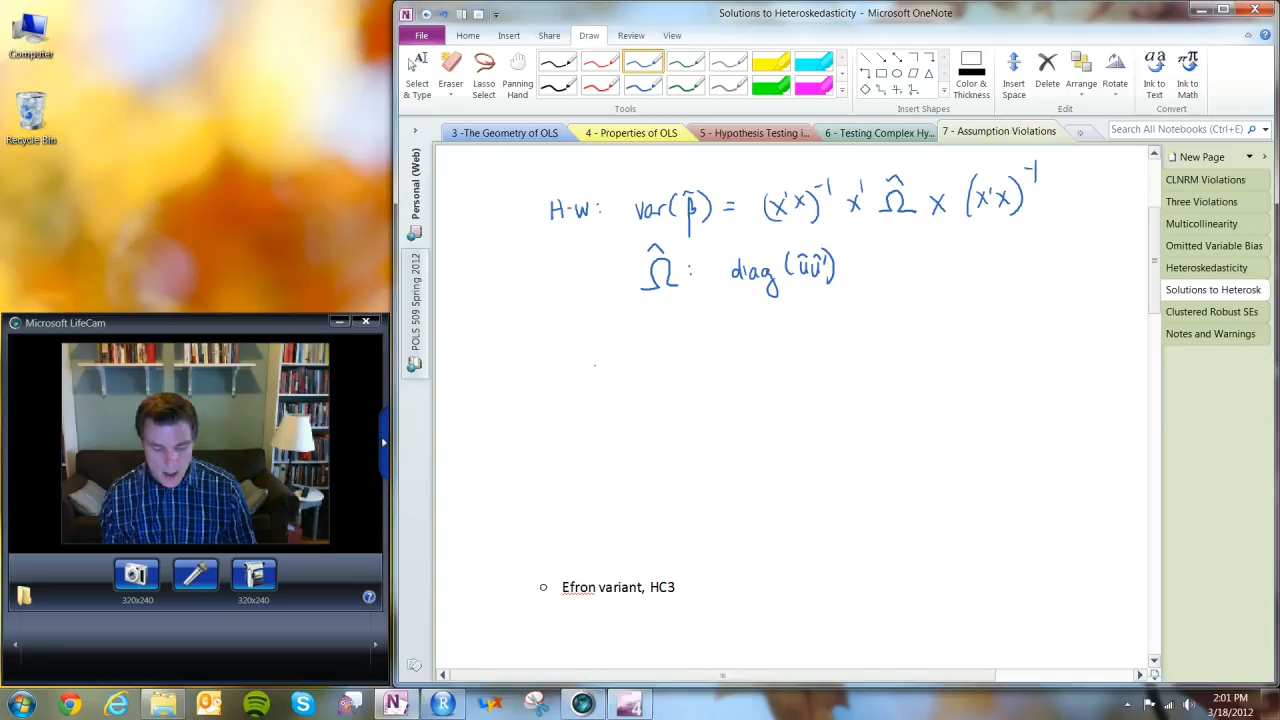 Computer
Recycle Bin
Solutions to Heteroskedasticity - Microsoft OneNote
File Home Insert Share Draw Review View
Select & Type
Eraser
Lasso Select
Panning Hand
Color & Thickness
Insert Space
Delete
Arrange
Rotate
Ink to Text
Ink to Math
Tools
Insert Shapes
Edit
Convert
3 -The Geometry of OLS
4 - Properties of OLS
5 - Hypothesis Testing i...
6 - Testing Complex Hy...
7 - Assumption Violations
Search All Notebooks (Ctrl+E)
Personal (Web)
POLS 509 Spring 2012
H-W: var(β̂) = (X'X)⁻¹ X' Ω̂ X (X'X)⁻¹
Ω̂: diag(ûû')
Efron variant, HC3
New Page
CLNRM Violations
Three Violations
Multicollinearity
Omitted Variable Bias
Heteroskedasticity
Solutions to Heterosk
Clustered Robust SEs
Notes and Warnings
Microsoft LifeCam
320x240
320x240
2:01 PM
3/18/2012